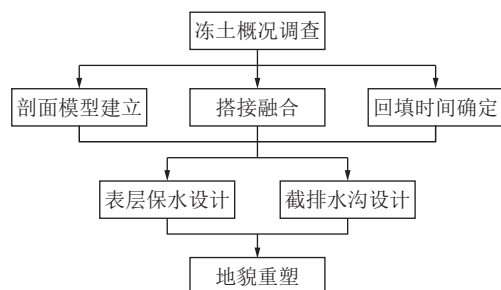 冻土概况调查
剖面模型建立
搭接融合
回填时间确定
表层保水设计
截排水沟设计
地貌重塑